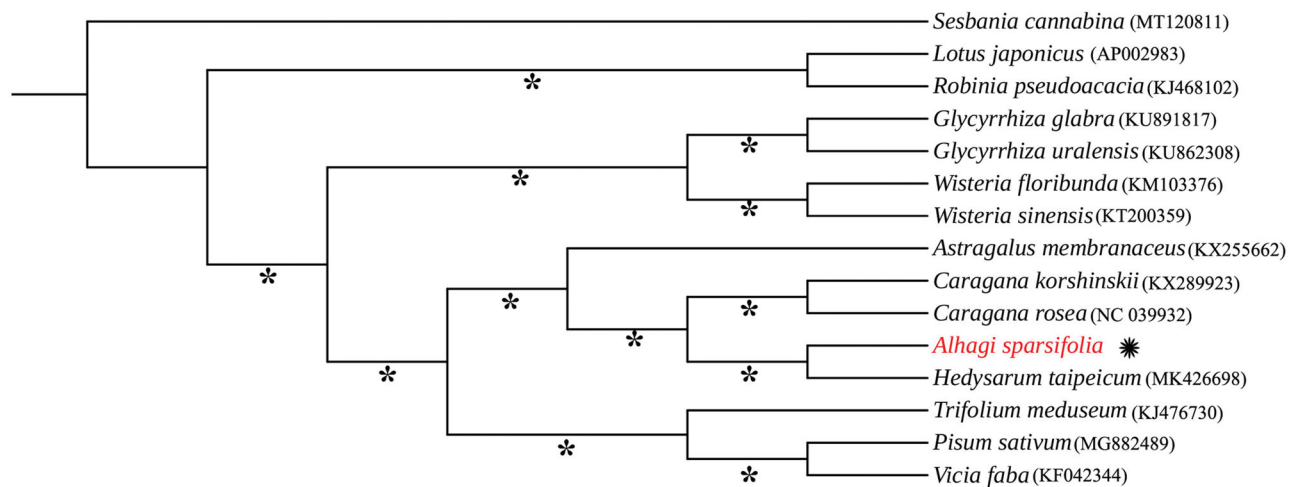 Sesbania cannabina (MT120811)
Lotus japonicus (AP002983)
Robinia pseudoacacia (KJ468102)
Glycyrrhiza glabra (KU891817)
Glycyrrhiza uralensis (KU862308)
Wisteria floribunda (KM103376)
Wisteria sinensis (KT200359)
Astragalus membranaceus (KX255662)
Caragana korshinskii (KX289923)
Caragana rosea (NC 039932)
Alhagi sparsifolia
Hedysarum taipeicum (MK426698)
Trifolium meduseum (KJ476730)
Pisum sativum (MG882489)
Vicia faba (KF042344)